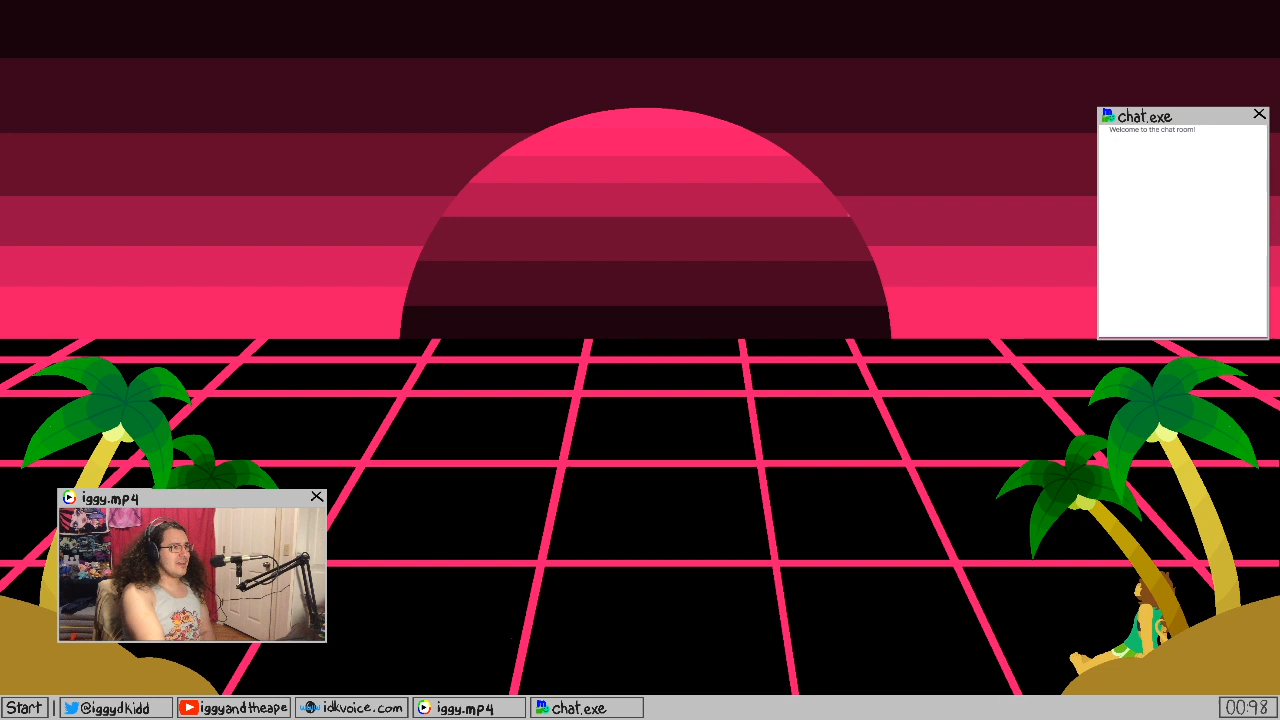 chat.exe
Welcome to the chat room!
iggy.mp4
Start | @iggydkidd iggyandtheape www idkvoice.com iggy.mp4 chat.exe 00:98